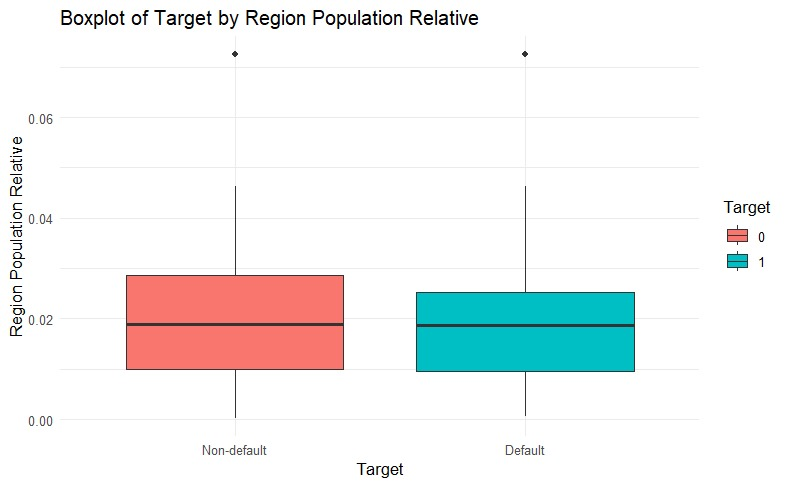 Boxplot of Target by Region Population Relative
Region Population Relative
0.06
0.04
0.02
0.00
Non-default
Default
Target
Target
0
1